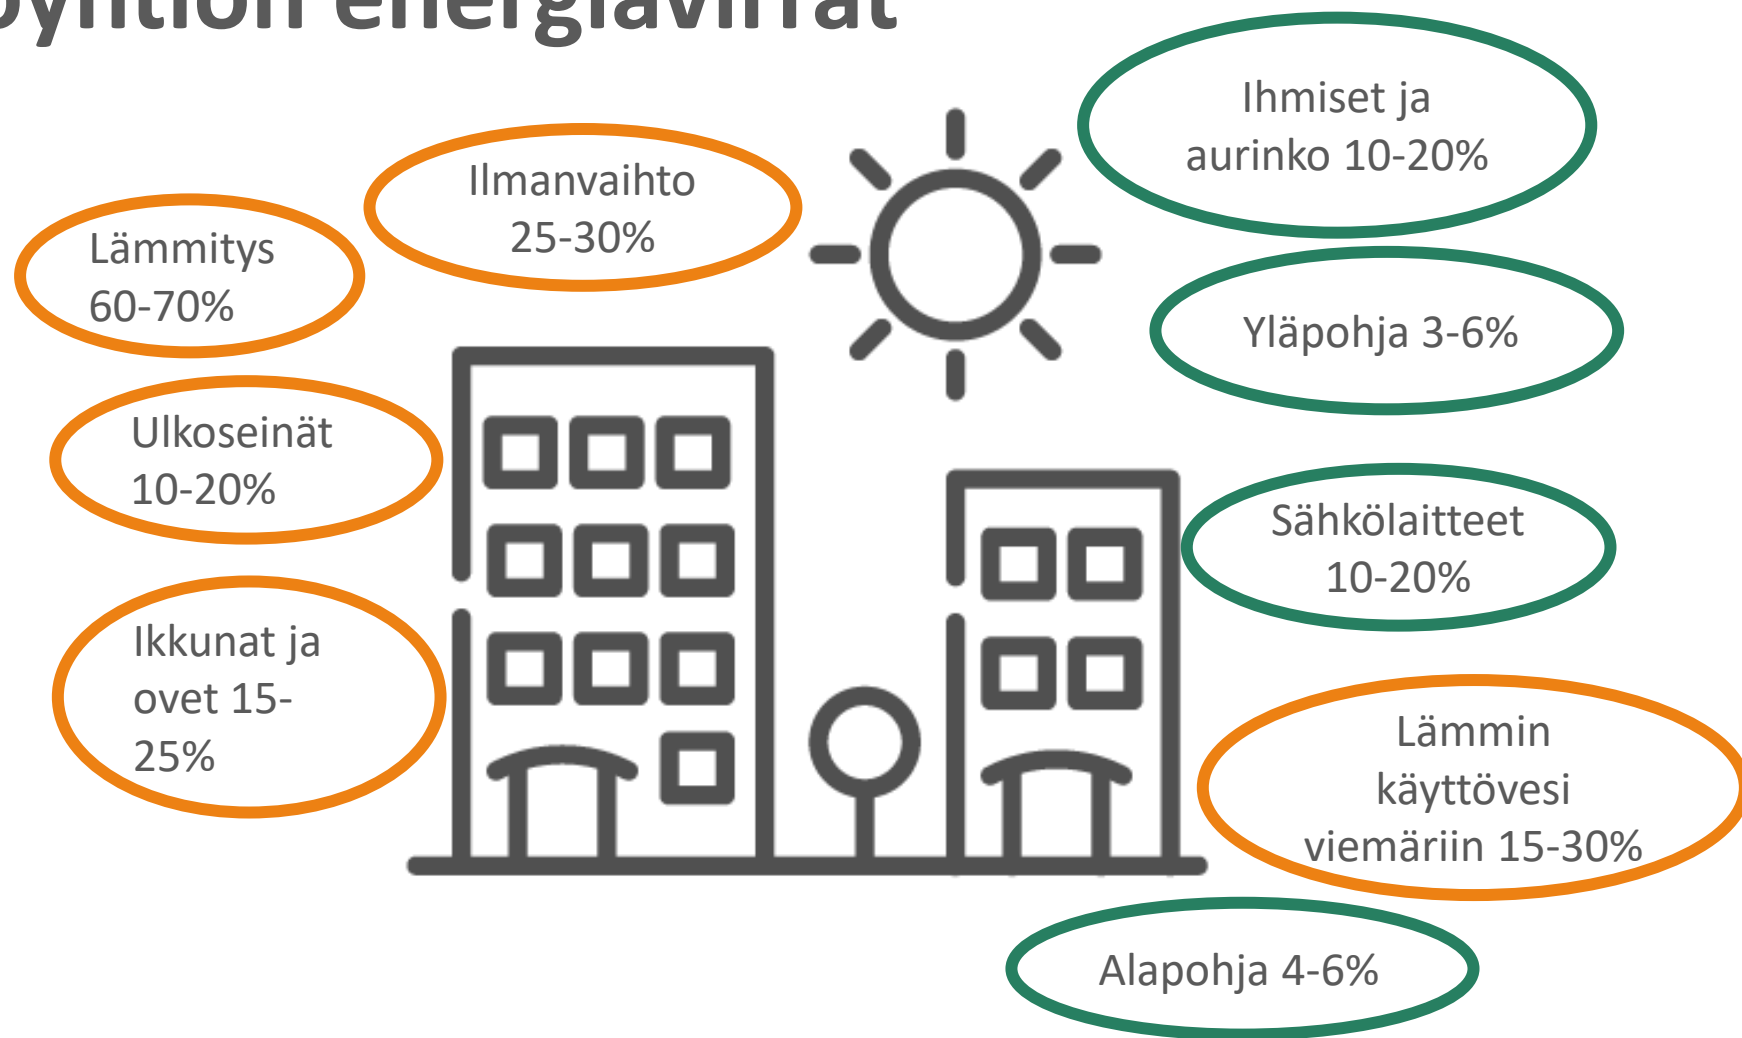 energiavirrat
Ihmiset ja
aurinko 10-20%
Ilmanvaihto
25-30%
Lämmitys
60-70%
Yläpohja 3-6%
Ulkoseinät
10-20%
Sähkölaitteet
10-20%
Ikkunat ja
ovet 15-
25%
Lämmin
käyttövesi
viemäriin 15-30%
Alapohja 4-6%